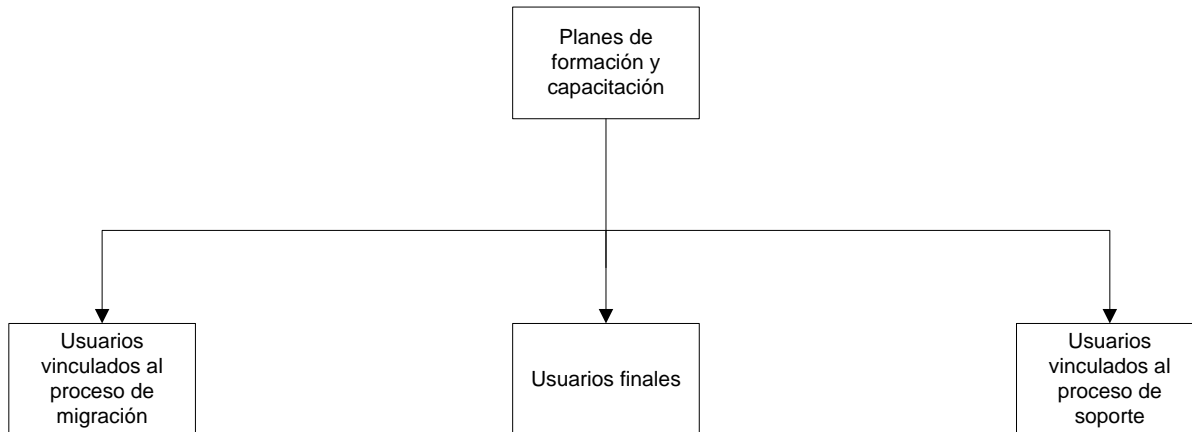 Planes de
formación y
capacitación
Usuarios
vinculados al
proceso de
migración
Usuarios finales
Usuarios
vinculados al
proceso de
soporte